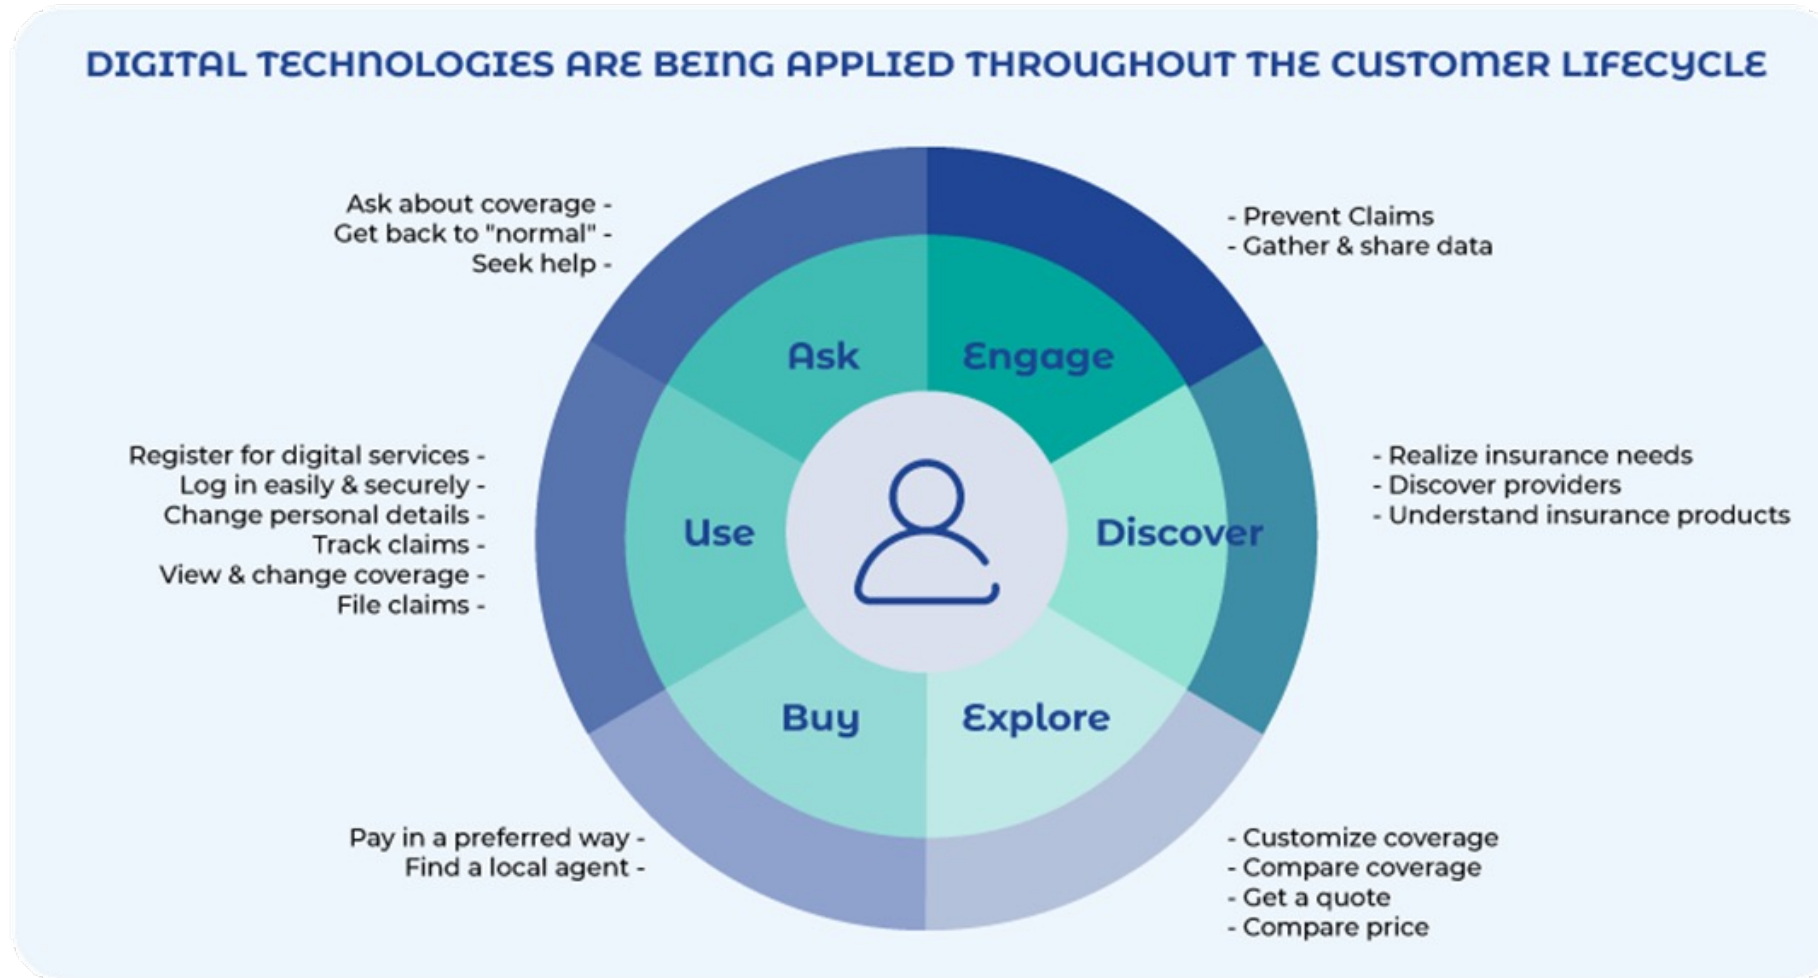 DIGITAL TECHNOLOGIES ARE BEING APPLIED THROUGHOUT THE CUSTOMER LIFECYCLE
Ask about coverage -
Get back to "normal" -
Seek help -
- Prevent Claims
- Gather & share data
Ask
Engage
Register for digital services -
Log in easily & securely -
Change personal details -
Track claims -
View & change coverage -
File claims -
Use
Discover
- Realize insurance needs
- Discover providers
- Understand insurance products
Buy
Explore
Pay in a preferred way -
Find a local agent -
- Customize coverage
- Compare coverage
- Get a quote
- Compare price